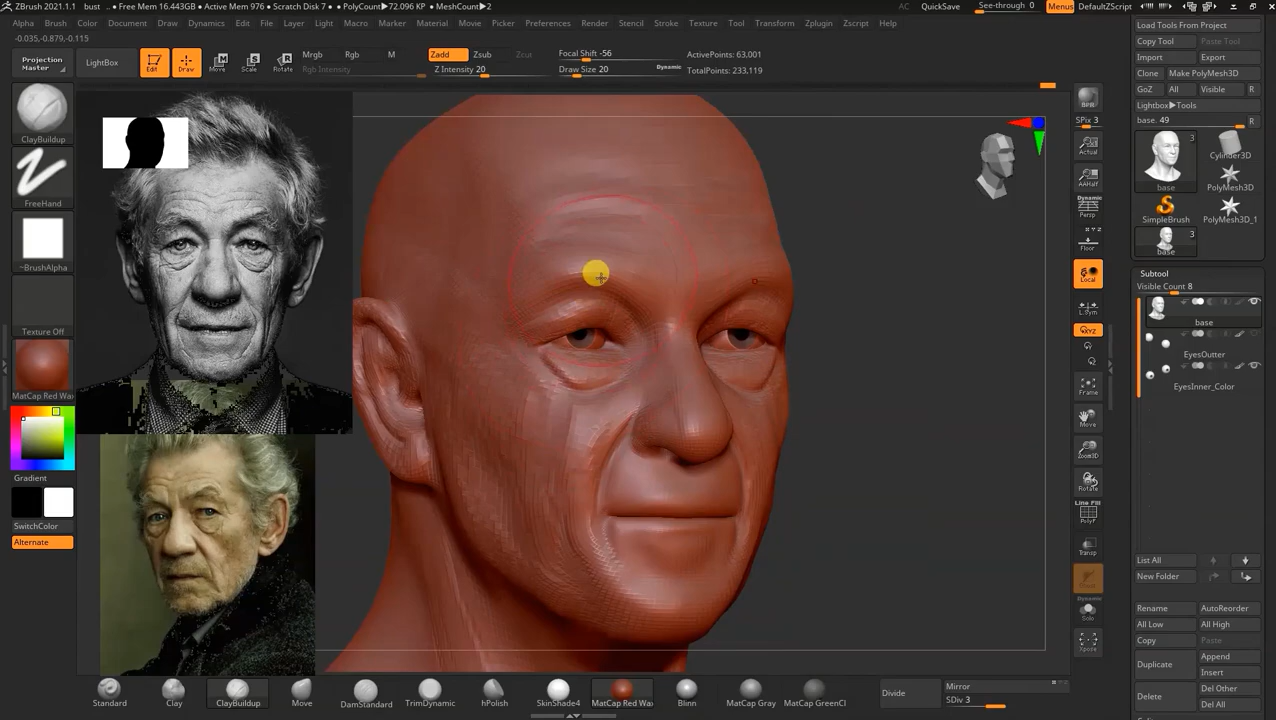 ZBrush 2021.1.1 bust .. • Free Mem 16.443GB • Active Mem 976 • Scratch Disk 7 • PolyCount▶72.096 KP • MeshCount▶2
AC QuickSave See-through 0 Menus DefaultZScript
Alpha Brush Color Document Draw Dynamics Edit File Layer Light Macro Marker Material Movie Picker Preferences Render Stencil Stroke Texture Tool Transform Zplugin Zscript Help
-0.035,-0.879,-0.115
Projection
Master
LightBox
Edit
Draw
Move
Scale
Rotate
Mrgb Rgb M
Rgb Intensity
Zadd Zsub Zcut
Z Intensity 20
Focal Shift -56
Draw Size 20
Dynamic
ActivePoints: 63,001
TotalPoints: 233,119
ClayBuildup
FreeHand
~BrushAlpha
Texture Off
MatCap Red Wa
Gradient
SwitchColor
Alternate
BPR
SPix 3
Actual
AAHalf
Dynamic
Persp
Floor
Local
L.Sym
XYZ
Frame
Move
Zoom3D
Rotate
Line Fill
PolyF
Transp
Dynamic
Solo
Xpose
Load Tools From Project
Copy Tool Paste Tool
Import Export
Clone Make PolyMesh3D
GoZ All Visible R
Lightbox▶Tools
base. 49 R
3
base
Cylinder3D
PolyMesh3D
SimpleBrush
PolyMesh3D_1
3
base
Subtool
Visible Count 8
base
EyesOutter
EyesInner_Color
List All
New Folder
Rename AutoReorder
All Low All High
Copy Paste
Duplicate
Append
Insert
Delete
Del Other
Del All
Standard Clay ClayBuildup Move DamStandard TrimDynamic hPolish SkinShade4 MatCap Red Wa Blinn MatCap Gray MatCap GreenCl
Divide
Mirror
SDiv 3